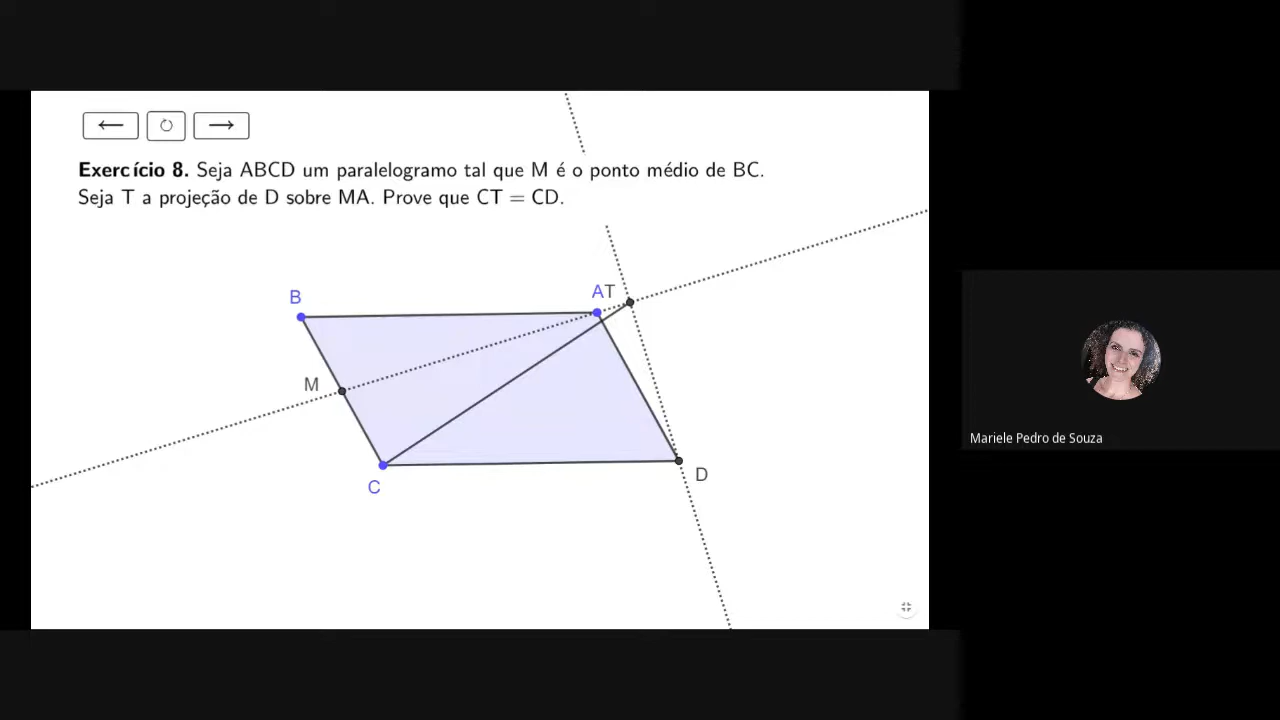 Exercício 8. Seja ABCD um paralelogramo tal que M é o ponto médio de BC.
Seja T a projeção de D sobre MA. Prove que CT = CD.
B
A
T
M
C
D
Mariele Pedro de Souza